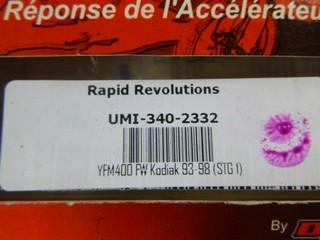 Réponse de l'Accélérateu
Rapid Revolutions
UMI-340-2332
YFM400 FW Kodiak 93-98 (STG 1)
By